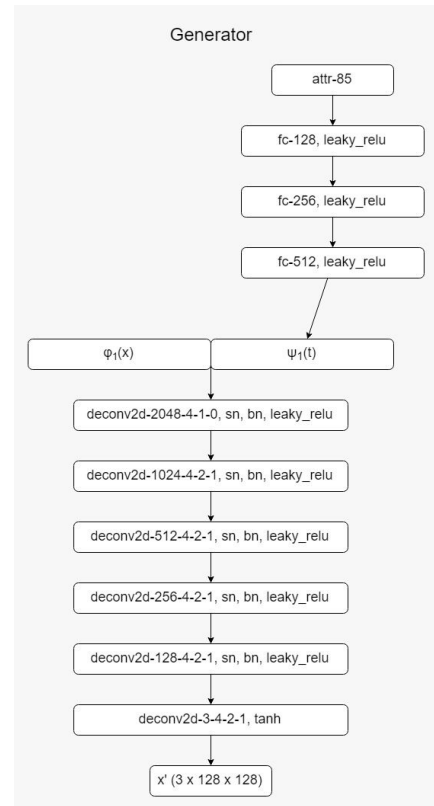 Generator
attr-85
fc-128, leaky_relu
fc-256, leaky_relu
fc-512, leaky_relu
φ₁(x)
ψ₁(t)
deconv2d-2048-4-1-0, sn, bn, leaky_relu
deconv2d-1024-4-2-1, sn, bn, leaky_relu
deconv2d-512-4-2-1, sn, bn, leaky_relu
deconv2d-256-4-2-1, sn, bn, leaky_relu
deconv2d-128-4-2-1, sn, bn, leaky_relu
deconv2d-3-4-2-1, tanh
x' (3 x 128 x 128)